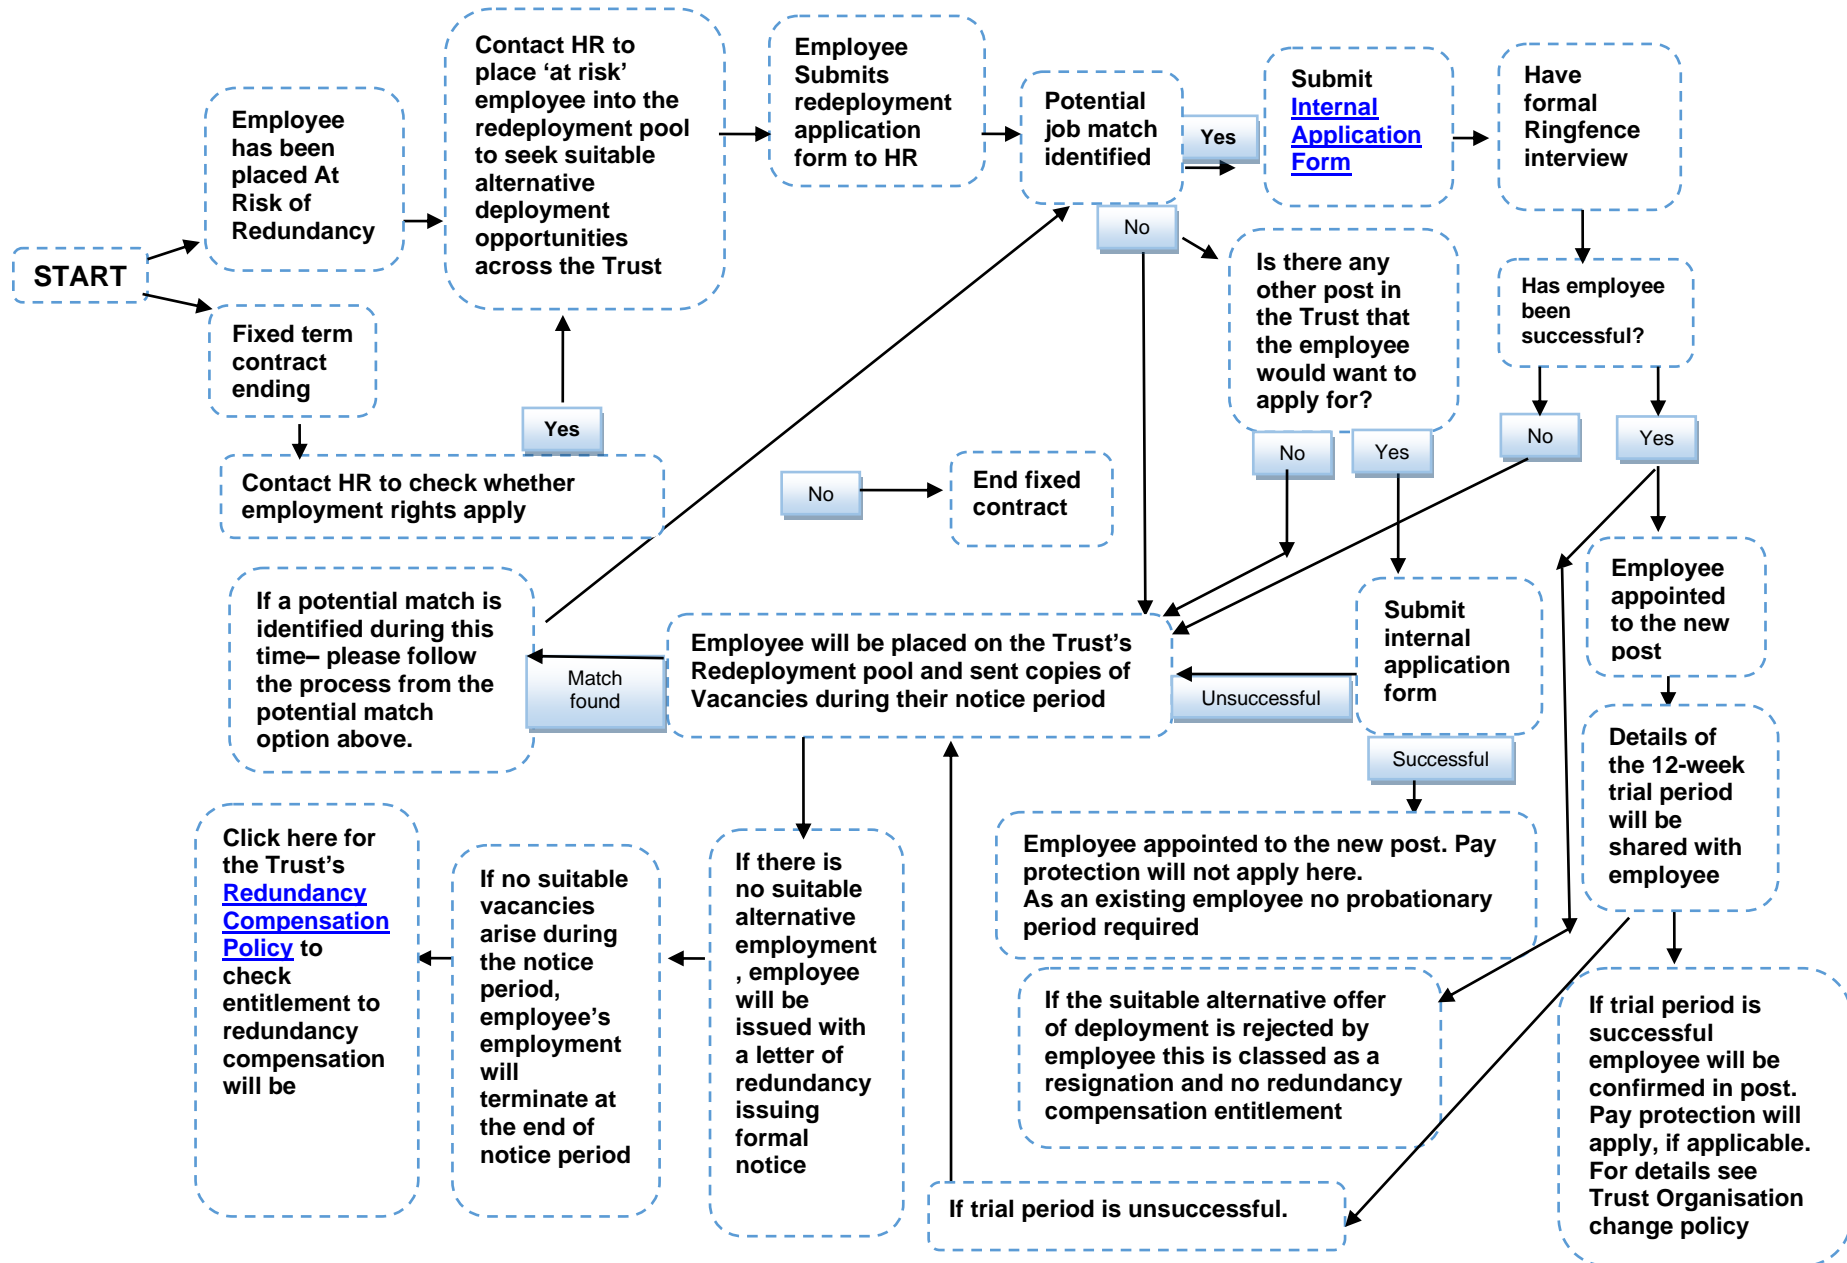 START
Employee
has been
placed At
Risk of
Redundancy
Fixed term
contract
ending
Contact HR to
place ‘at risk’
employee into the
redeployment pool
to seek suitable
alternative
deployment
opportunities
across the Trust
Yes
Contact HR to check whether
employment rights apply
Employee
Submits
redeployment
application
form to HR
Potential
job match
identified
Yes
No
Submit
Internal
Application
Form
Have
formal
Ringfence
interview
Is there any
other post in
the Trust that
the employee
would want to
apply for?
No
Yes
Has employee
been
successful?
No
Yes
No
End fixed
contract
If a potential match is
identified during this
time– please follow
the process from the
potential match
option above.
Match
found
Employee will be placed on the Trust’s
Redeployment pool and sent copies of
Vacancies during their notice period
Unsuccessful
Submit
internal
application
form
Successful
Employee
appointed
to the new
post
Details of
the 12-week
trial period
will be
shared with
employee
Click here for
the Trust’s
Redundancy
Compensation
Policy to
check
entitlement to
redundancy
compensation
will be
If no suitable
vacancies
arise during
the notice
period,
employee’s
employment
will
terminate at
the end of
notice period
If there is
no suitable
alternative
employment
, employee
will be
issued with
a letter of
redundancy
issuing
formal
notice
Employee appointed to the new post. Pay
protection will not apply here.
As an existing employee no probationary
period required
If the suitable alternative offer
of deployment is rejected by
employee this is classed as a
resignation and no redundancy
compensation entitlement
If trial period is unsuccessful.
If trial period is
successful
employee will be
confirmed in post.
Pay protection will
apply, if applicable.
For details see
Trust Organisation
change policy